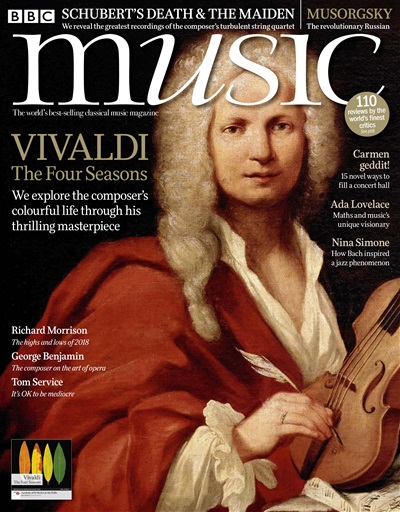 BBC
SCHUBERT'S DEATH & THE MAIDEN
We reveal the greatest recordings of the composer's turbulent string quartet
MUSORGSKY
The revolutionary Russian
music
The world's best-selling classical music magazine
110
reviews by the
world's finest
critics
VIVALDI
The Four Seasons
We explore the composer's
colourful life through his
thrilling masterpiece
Carmen
geddit!
15 novel ways to
fill a concert hall
Ada Lovelace
Maths and music's
unique visionary
Nina Simone
How Bach inspired
a jazz phenomenon
Richard Morrison
The highs and lows of 2018
George Benjamin
The composer on the art of opera
Tom Service
It's OK to be mediocre
Vivaldi
The Four Seasons